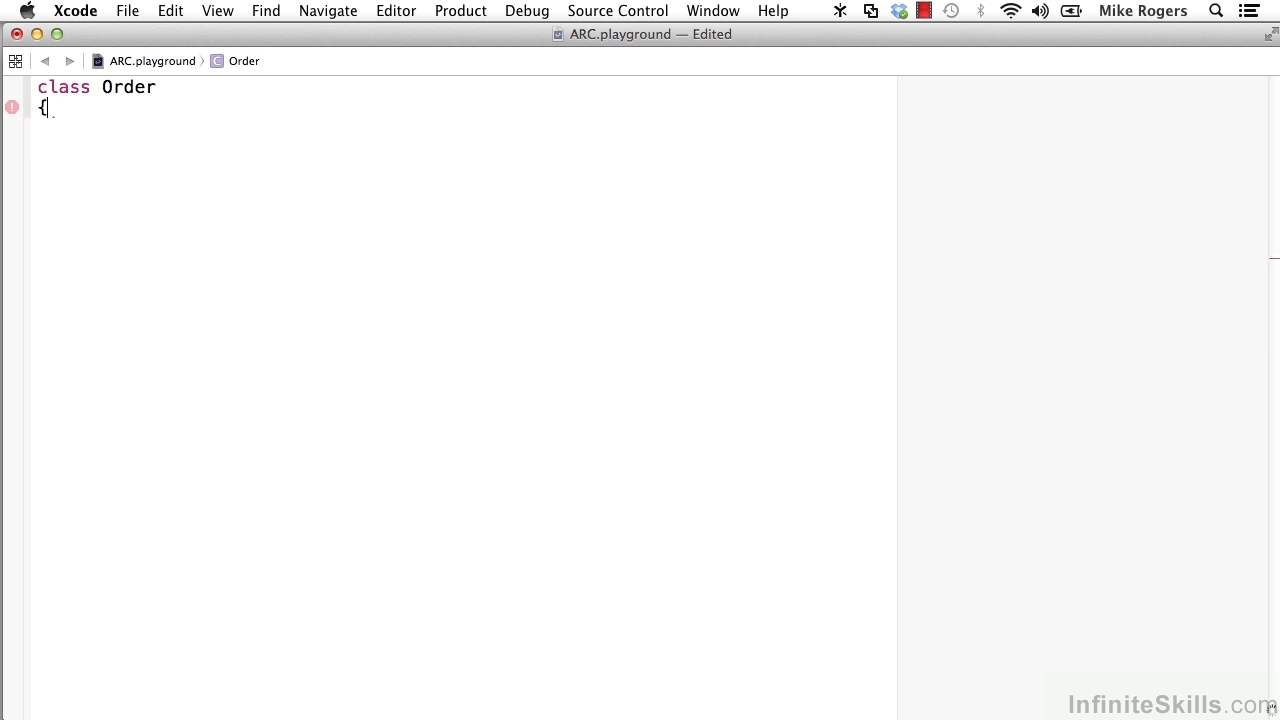 Xcode File Edit View Find Navigate Editor Product Debug Source Control Window Help Mike Rogers
ARC.playground — Edited
ARC.playground 〉 C Order
class Order
{
InfiniteSkills.com